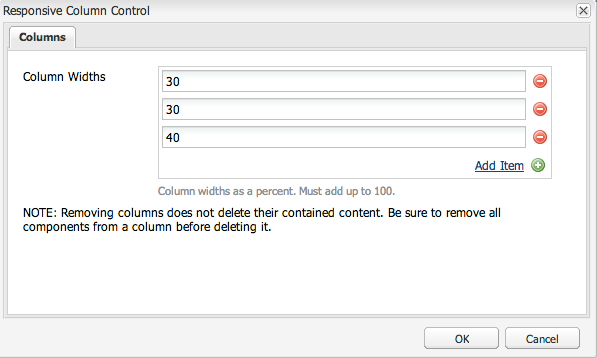 Responsive Column Control
Columns
Column Widths
30
30
40
Add Item
Column widths as a percent. Must add up to 100.
NOTE: Removing columns does not delete their contained content. Be sure to remove all
components from a column before deleting it.
OK
Cancel